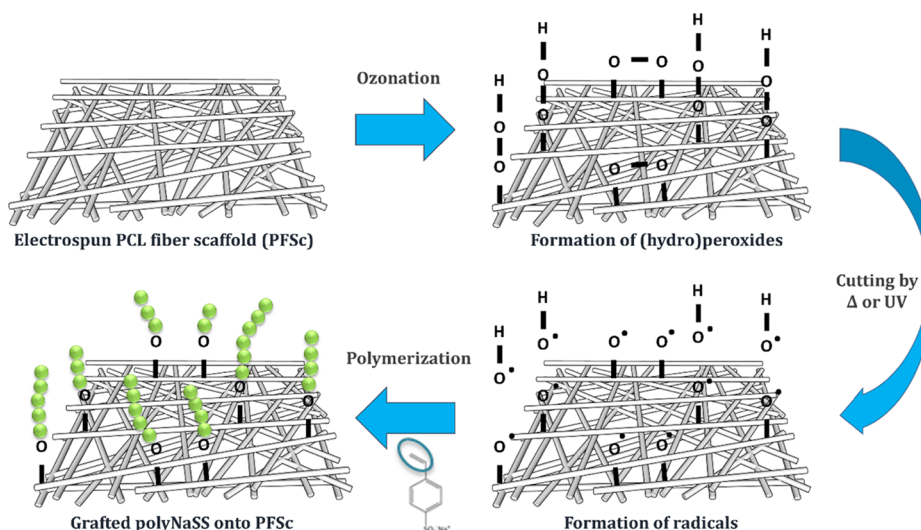 Ozonation
H
H
H
O O
O
O
H
O
O
O
O
O
O
O O
Electrospun PCL fiber scaffold (PFSc)
Formation of (hydro)peroxides
Cutting by
Δ or UV
H
H
H
O• O•
O•
O•
O•
H
O•
O•
O•
O•
O• O•
O•
Polymerization
O O
O
O
O
O
O O
Grafted polyNaSS onto PFSc
Formation of radicals